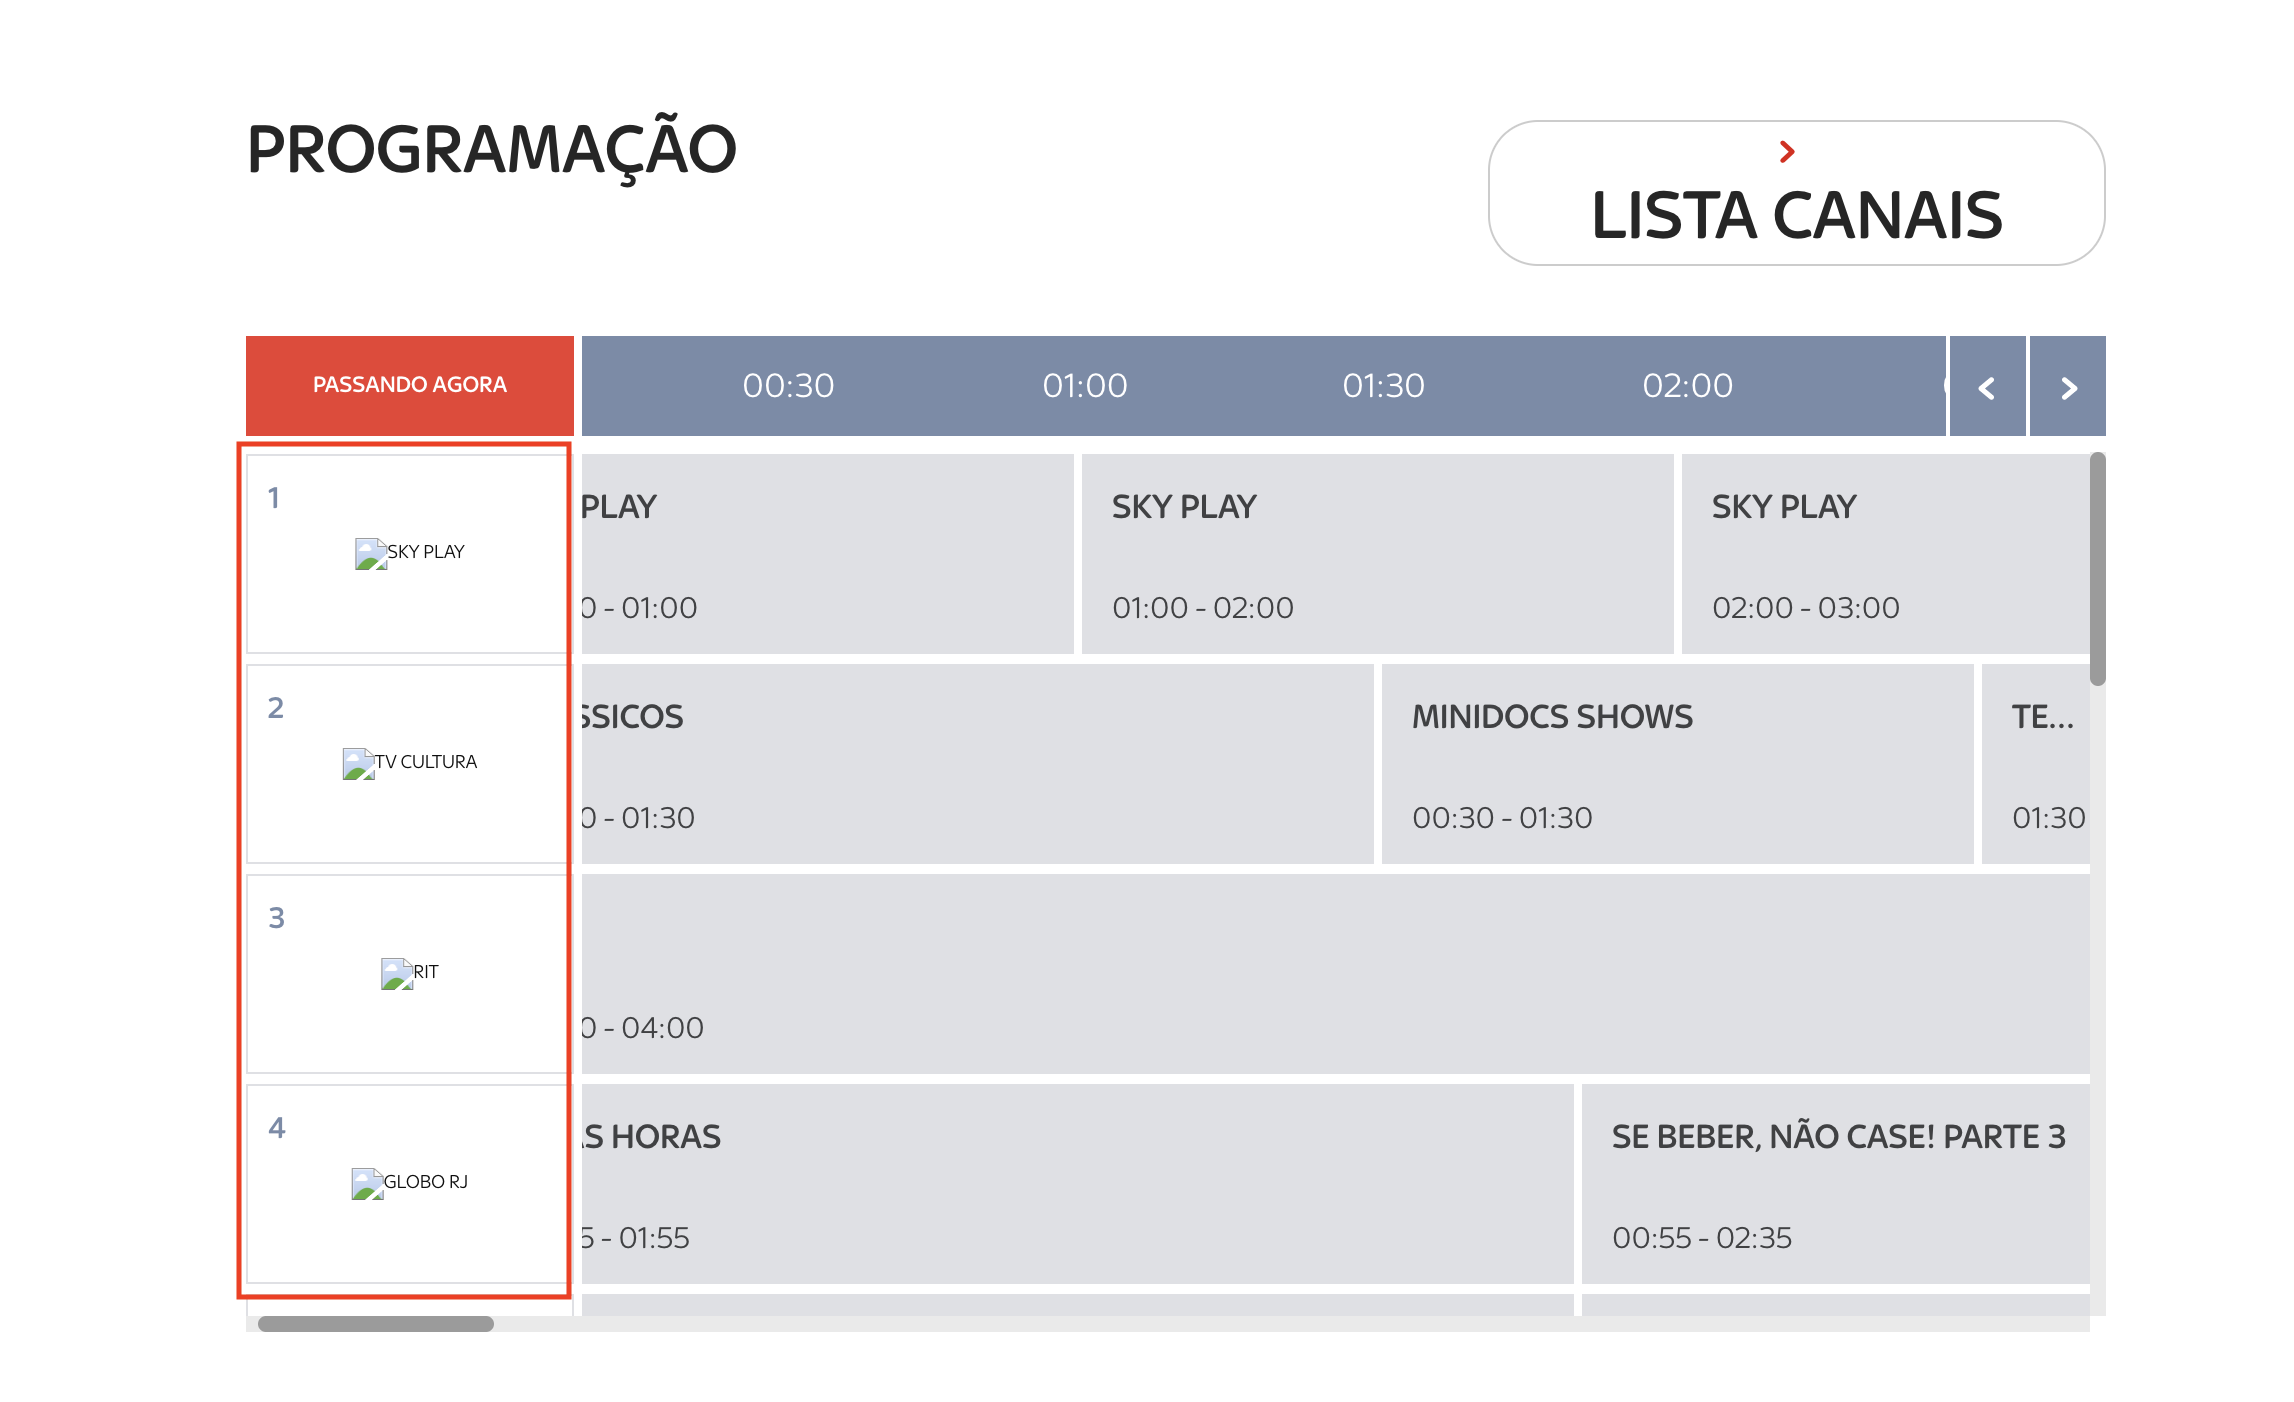 PROGRAMAÇÃO
LISTA CANAIS
PASSANDO AGORA
00:30
01:00
01:30
02:00
1
SKY PLAY
PLAY
0 - 01:00
SKY PLAY
01:00 - 02:00
SKY PLAY
02:00 - 03:00
2
TV CULTURA
SSICOS
0 - 01:30
MINIDOCS SHOWS
00:30 - 01:30
TE...
01:30
3
RIT
0 - 04:00
4
GLOBO RJ
AS HORAS
5 - 01:55
SE BEBER, NÃO CASE! PARTE 3
00:55 - 02:35